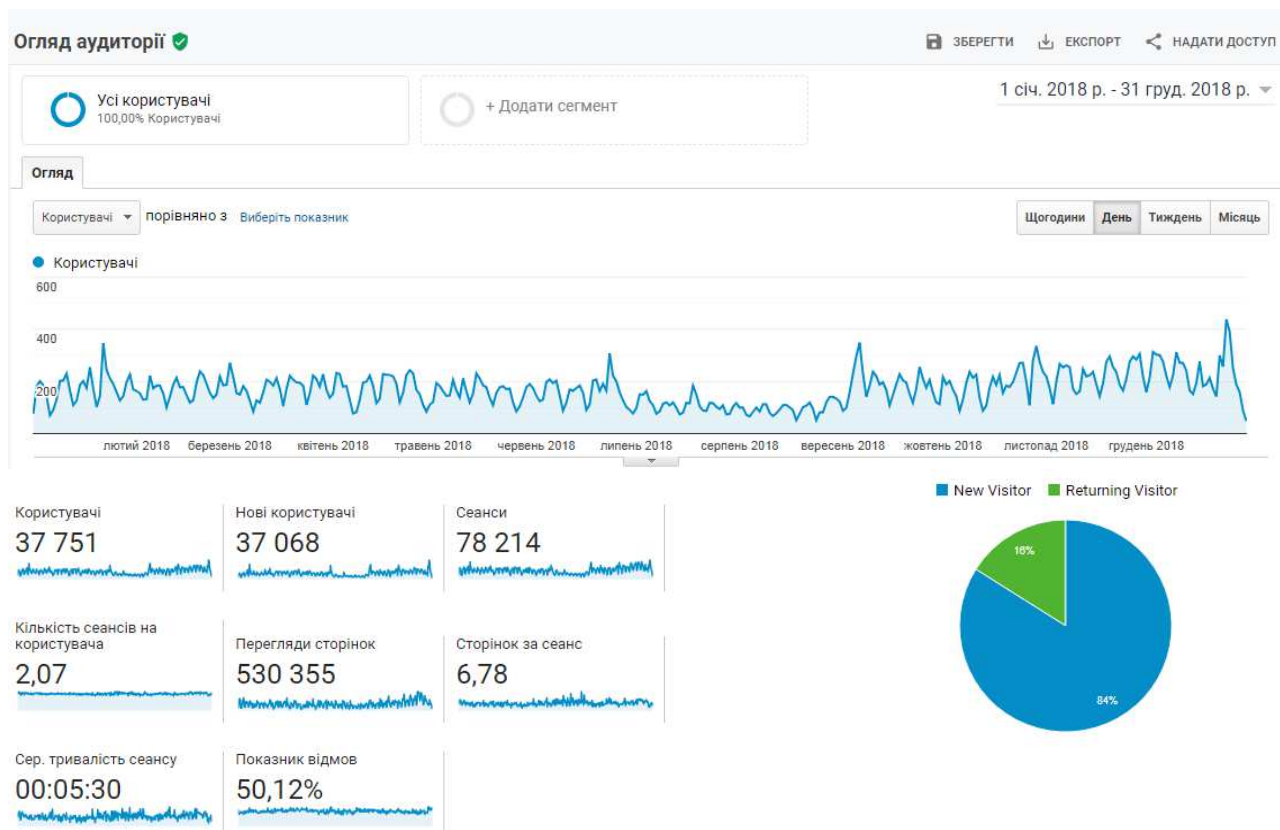 Огляд аудиторії
ЗБЕРЕГТИ ЕКСПОРТ НАДАТИ ДОСТУП
Усі користувачі
100,00% Користувачі
+ Додати сегмент
1 січ. 2018 р. - 31 груд. 2018 р.
Огляд
Користувачі порівняно з Виберіть показник
Щогодини День Тиждень Місяць
Користувачі
600
400
200
лютий 2018 березень 2018 квітень 2018 травень 2018 червень 2018 липень 2018 серпень 2018 вересень 2018 жовтень 2018 листопад 2018 грудень 2018
New Visitor Returning Visitor
Користувачі
37 751
Нові користувачі
37 068
Сеанси
78 214
Кількість сеансів на
користувача
2,07
Перегляди сторінок
530 355
Сторінок за сеанс
6,78
Сер. тривалість сеансу
00:05:30
Показник відмов
50,12%
16%
84%